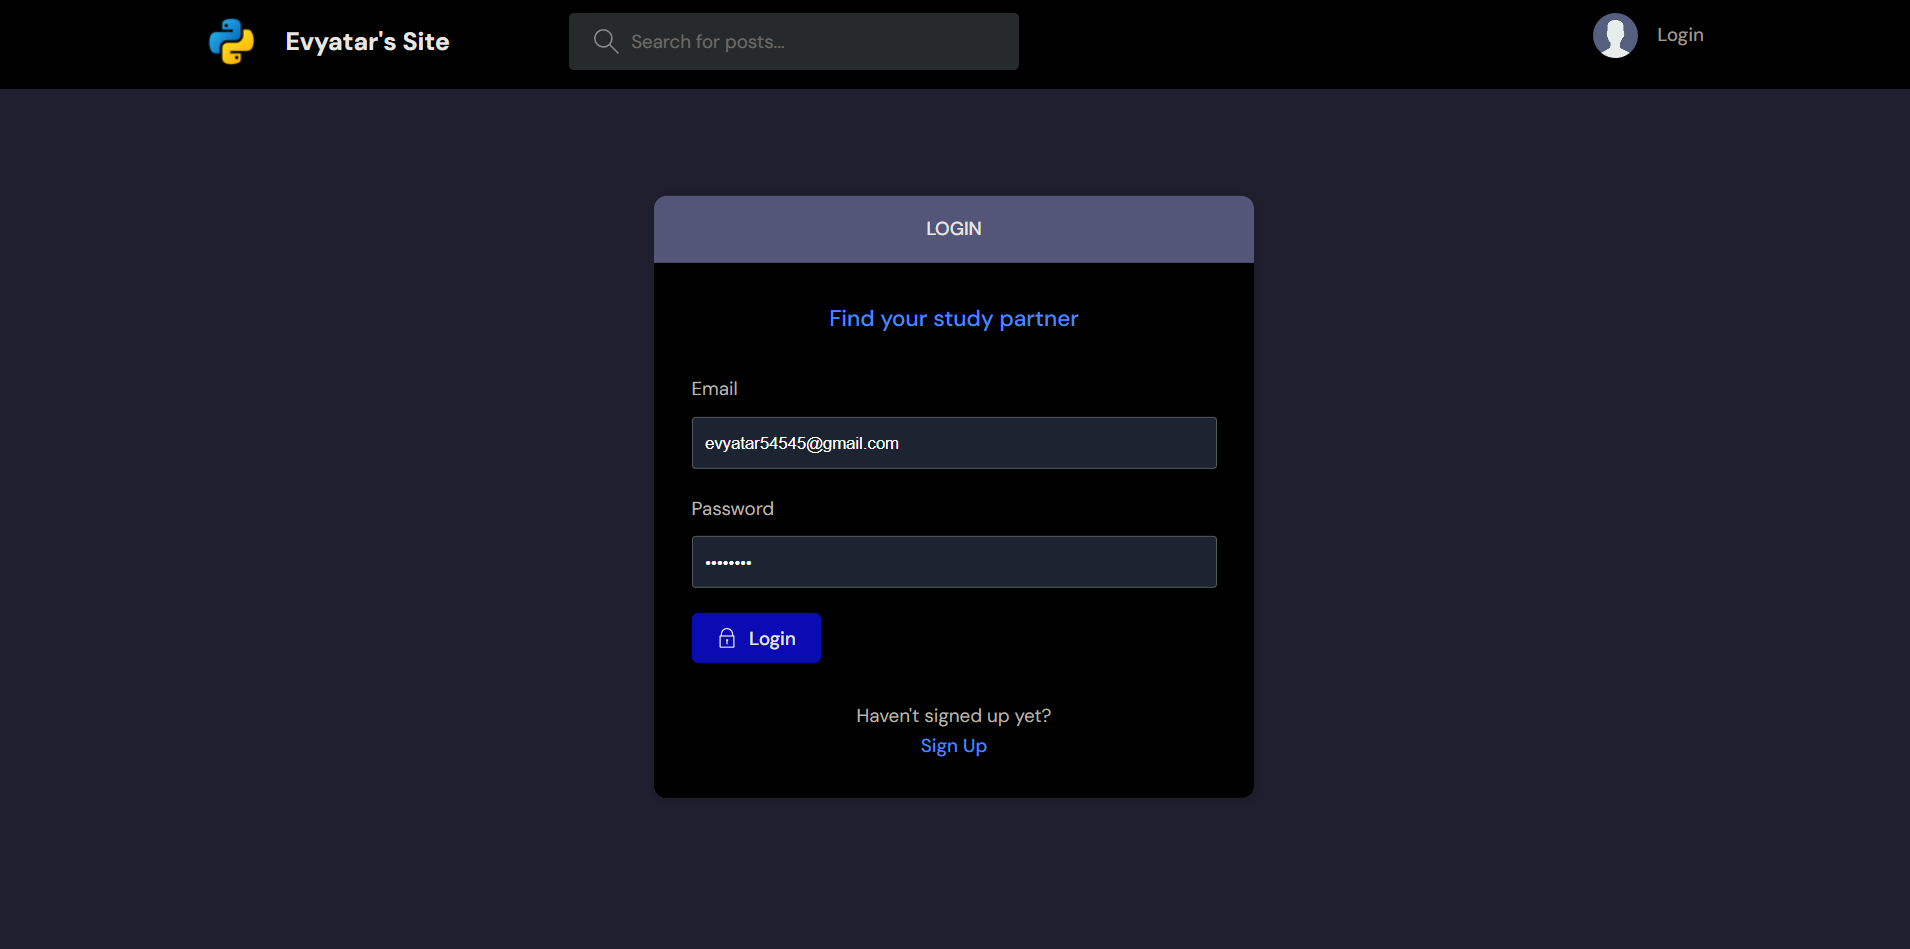 Evyatar's Site
Search for posts...
Login
LOGIN
Find your study partner
Email
evyatar54545@gmail.com
Password
••••••••
Login
Haven't signed up yet?
Sign Up